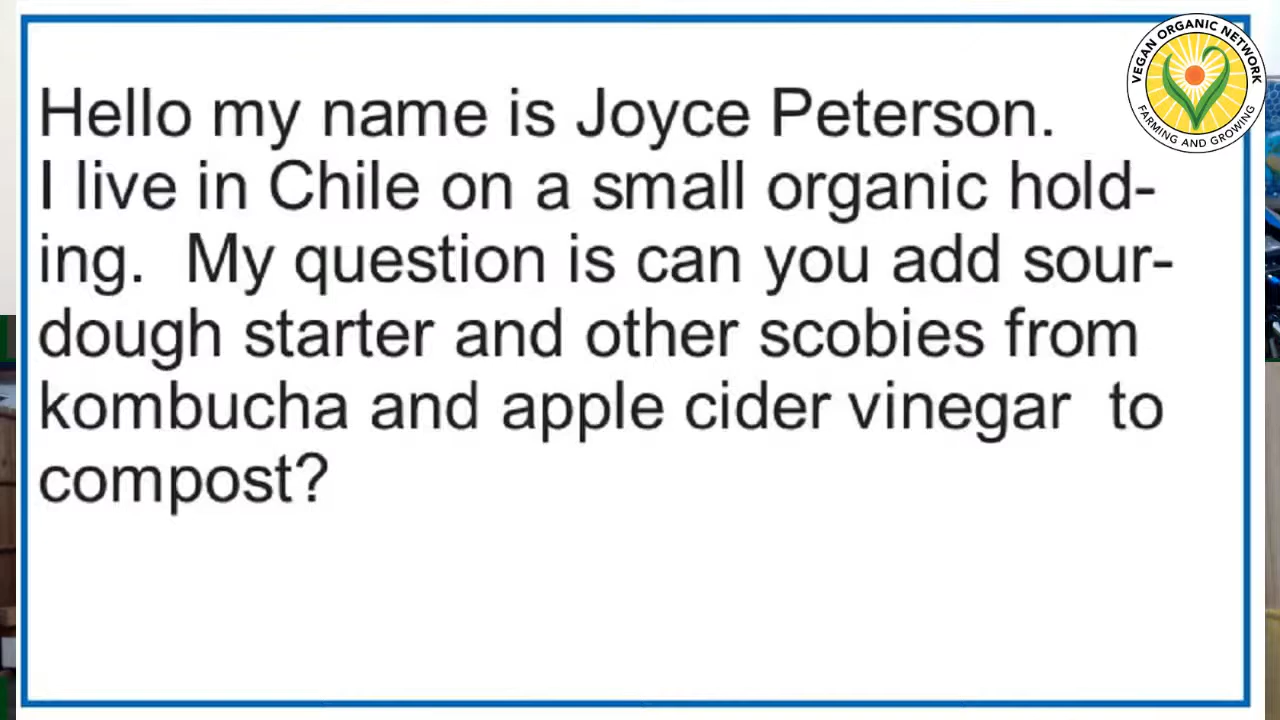 VEGAN ORGANIC NETWORK
FARMING AND GROWING
Hello my name is Joyce Peterson.
I live in Chile on a small organic hold-
ing.  My question is can you add sour-
dough starter and other scobies from
kombucha and apple cider vinegar  to
compost?